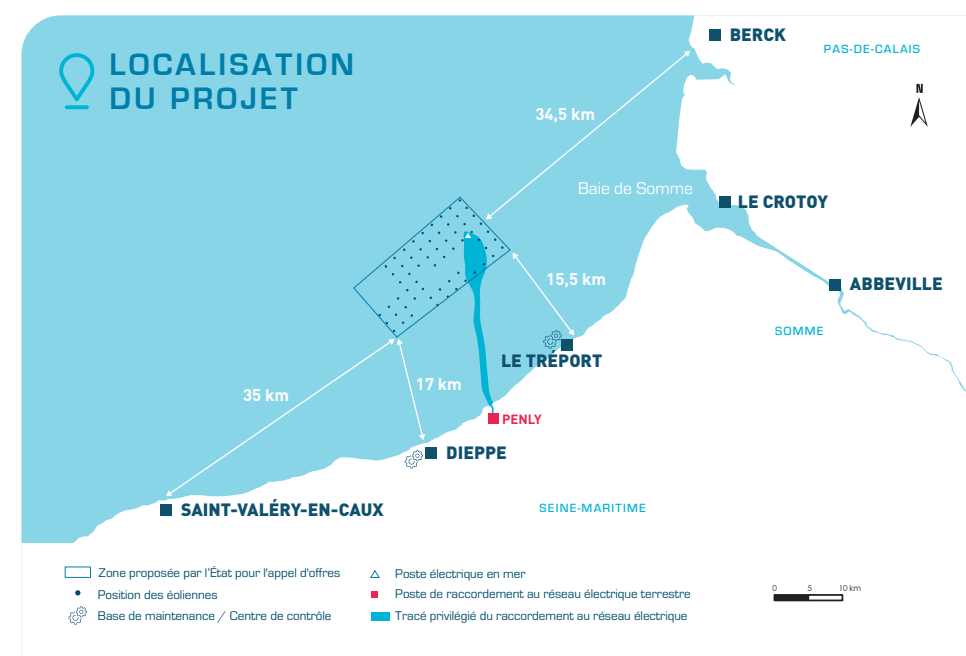 LOCALISATION
DU PROJET
BERCK
PAS-DE-CALAIS
N
34,5 km
Baie de Somme
LE CROTOY
15,5 km
ABBEVILLE
SOMME
LE TRÉPORT
17 km
35 km
PENLY
DIEPPE
SAINT-VALÉRY-EN-CAUX
SEINE-MARITIME
Zone proposée par l'État pour l'appel d'offres
Position des éoliennes
Base de maintenance / Centre de contrôle
Poste électrique en mer
Poste de raccordement au réseau électrique terrestre
Tracé privilégié du raccordement au réseau électrique
0 5 10 km